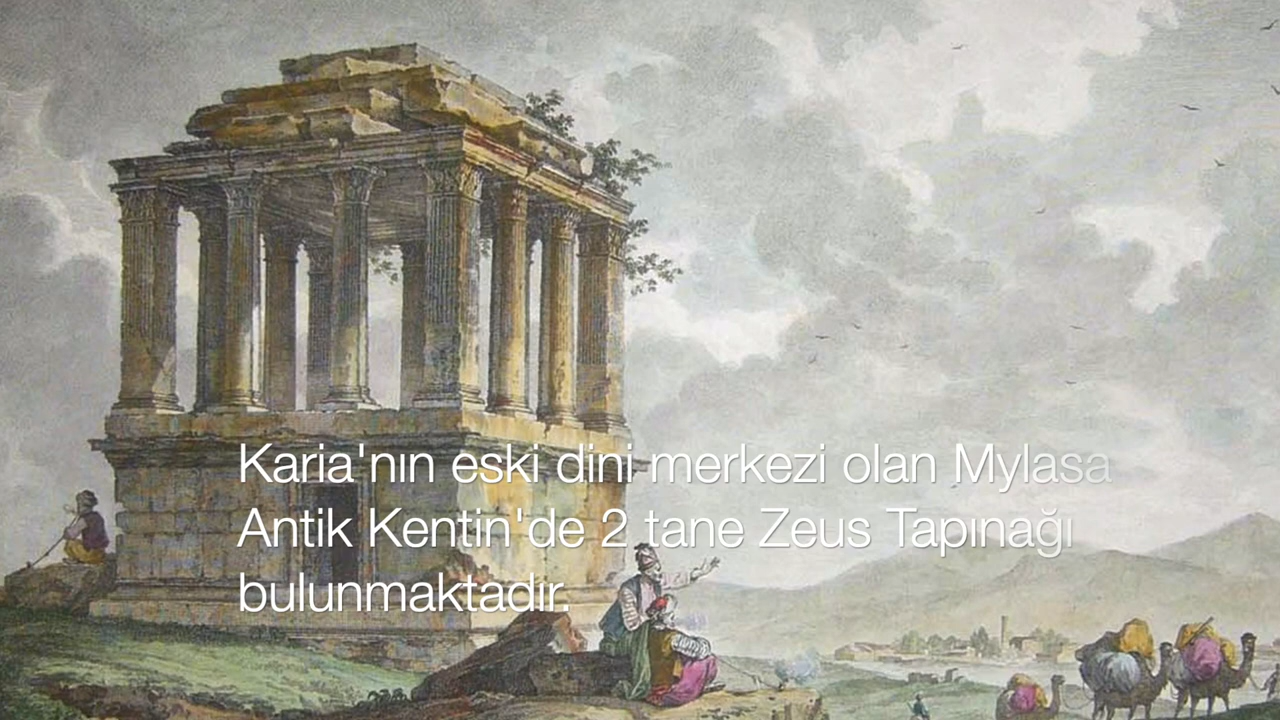 Karia'nın eski dini merkezi olan Mylasa
Antik Kentin'de 2 tane Zeus Tapınağı
bulunmaktadır.